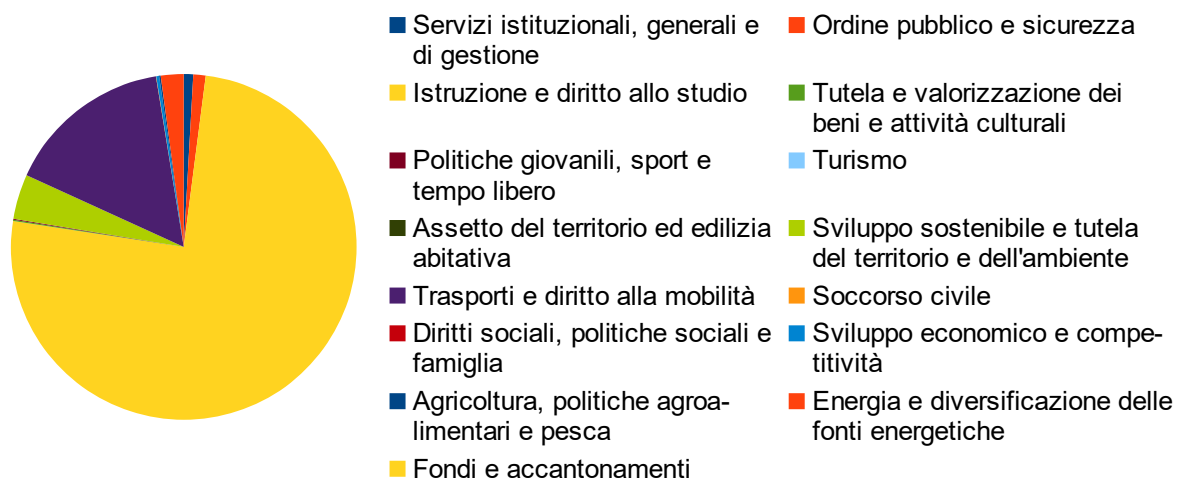 Servizi istituzionali, generali e
di gestione
Ordine pubblico e sicurezza
Istruzione e diritto allo studio
Tutela e valorizzazione dei
beni e attività culturali
Politiche giovanili, sport e
tempo libero
Turismo
Assetto del territorio ed edilizia
abitativa
Sviluppo sostenibile e tutela
del territorio e dell'ambiente
Trasporti e diritto alla mobilità
Soccorso civile
Diritti sociali, politiche sociali e
famiglia
Sviluppo economico e compe-
titività
Agricoltura, politiche agroa-
limentari e pesca
Energia e diversificazione delle
fonti energetiche
Fondi e accantonamenti